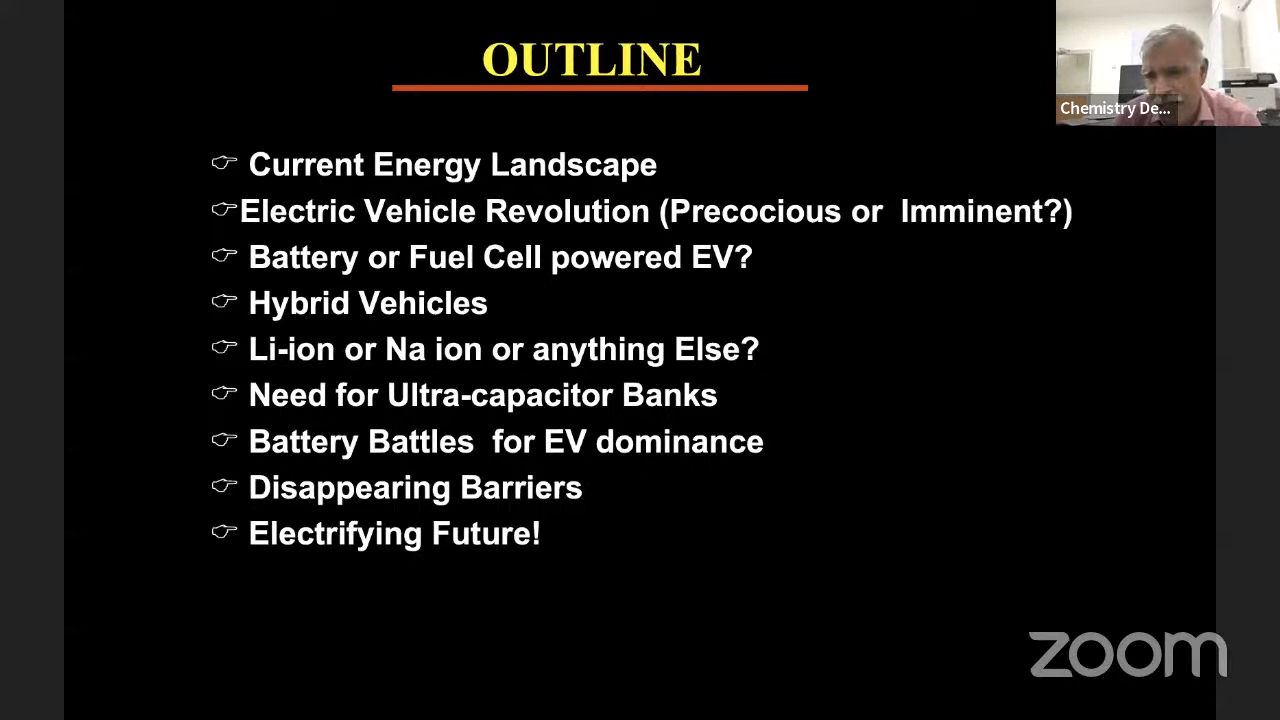 OUTLINE
Chemistry De...
Current Energy Landscape
Electric Vehicle Revolution (Precocious or Imminent?)
Battery or Fuel Cell powered EV?
Hybrid Vehicles
Li-ion or Na ion or anything Else?
Need for Ultra-capacitor Banks
Battery Battles for EV dominance
Disappearing Barriers
Electrifying Future!
zoom